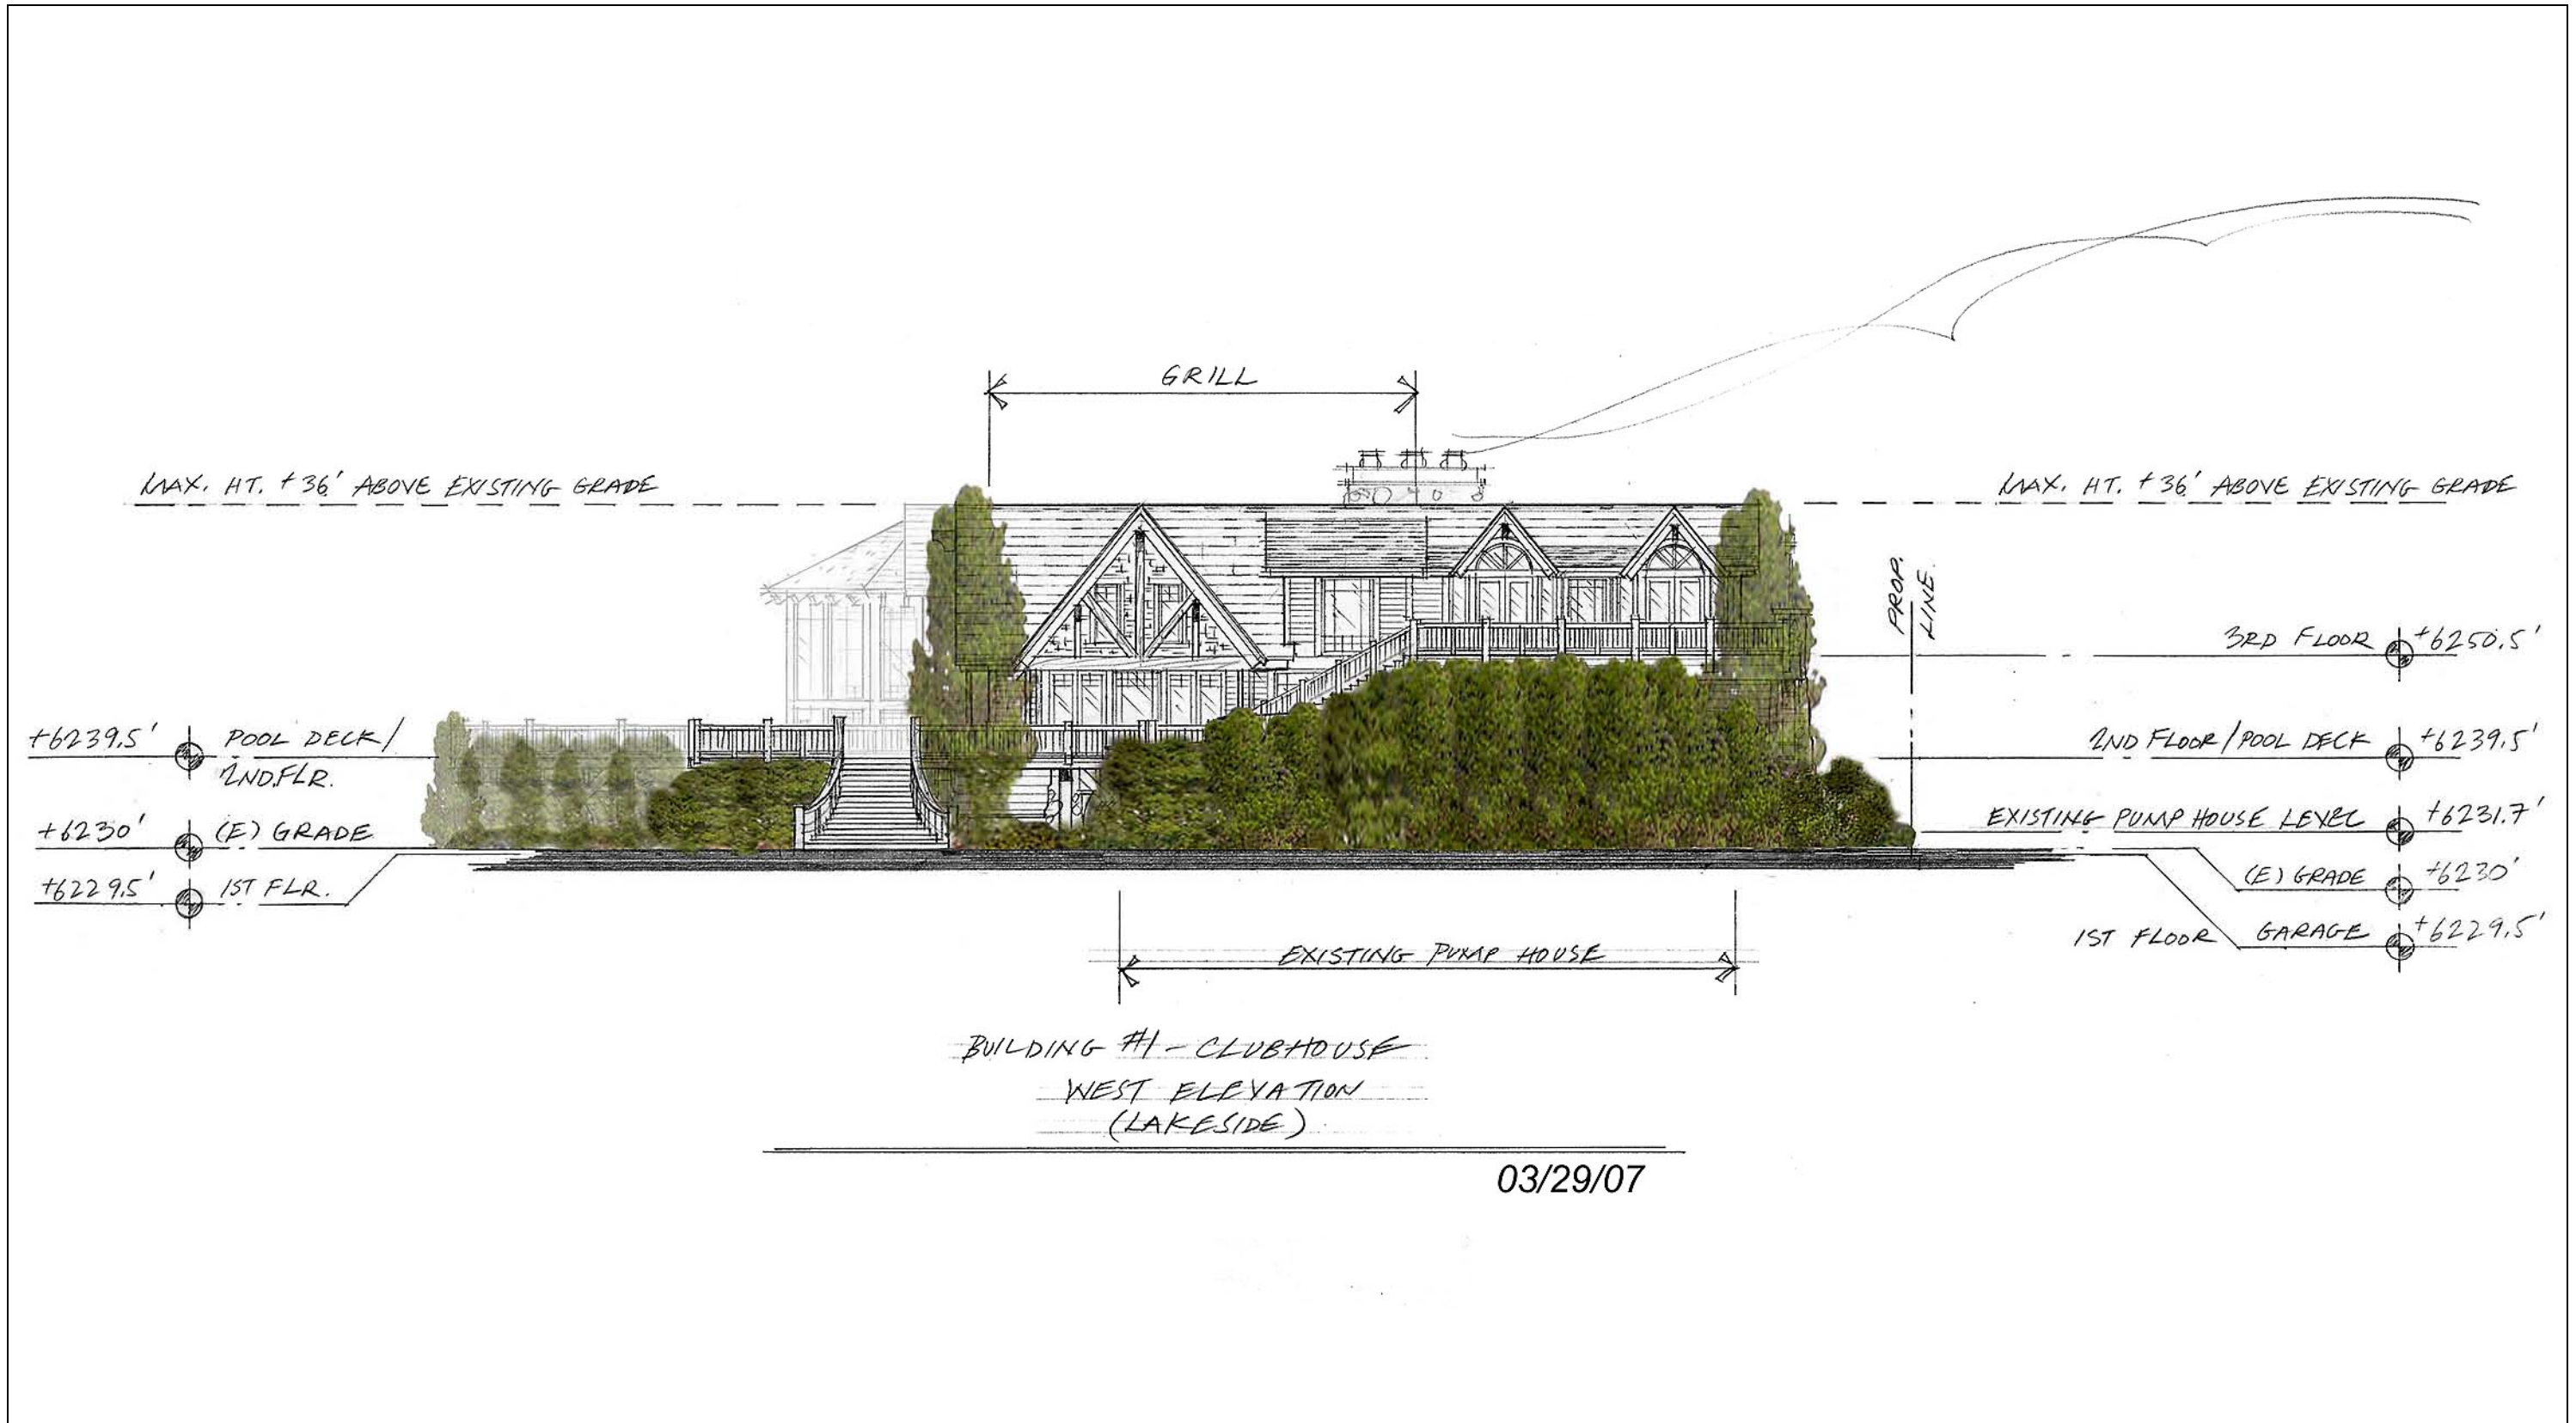 GRILL
MAX. HT. +36' ABOVE EXISTING GRADE
MAX. HT. +36' ABOVE EXISTING GRADE
PROP.
LINE.
3RD FLOOR +6250.5'
+6239.5' POOL DECK/
2ND.FLR.
2ND FLOOR/POOL DECK +6239.5'
+6230' (E) GRADE
EXISTING PUMP HOUSE LEVEL +6231.7'
+6229.5' 1ST FLR.
(E) GRADE +6230'
1ST FLOOR GARAGE +6229.5'
EXISTING PUMP HOUSE
BUILDING #1 - CLUBHOUSE
WEST ELEVATION
(LAKESIDE)
03/29/07